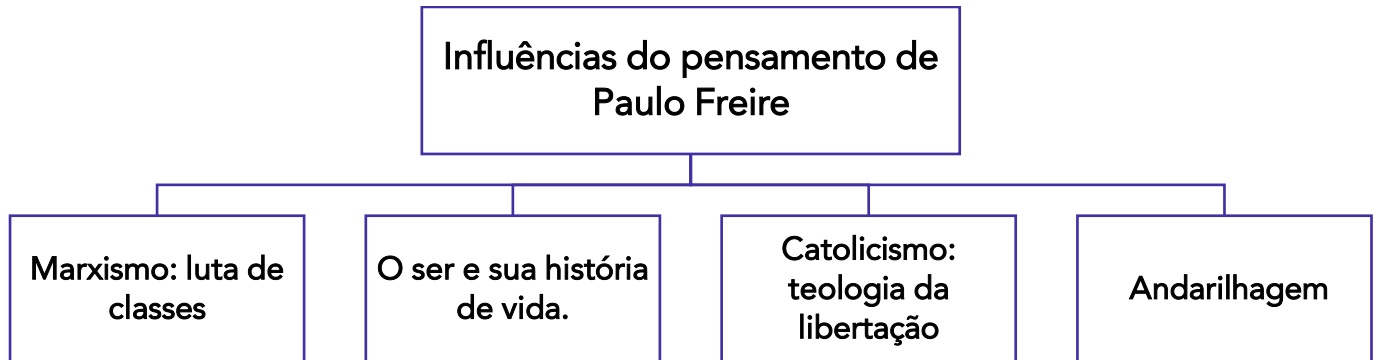 Influências do pensamento de
Paulo Freire
Marxismo: luta de
classes
O ser e sua história
de vida.
Catolicismo:
teologia da
libertação
Andarilhagem